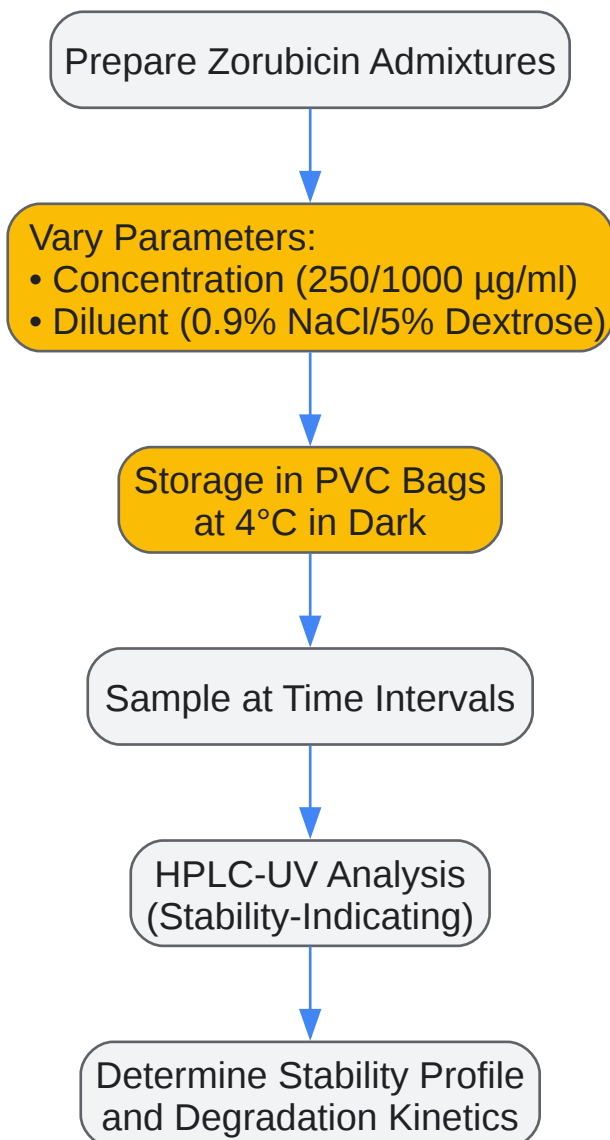 Prepare Zorubicin Admixtures
Vary Parameters:
• Concentration (250/1000 µg/ml)
• Diluent (0.9% NaCl/5% Dextrose)
Storage in PVC Bags
at 4°C in Dark
Sample at Time Intervals
HPLC-UV Analysis
(Stability-Indicating)
Determine Stability Profile
and Degradation Kinetics